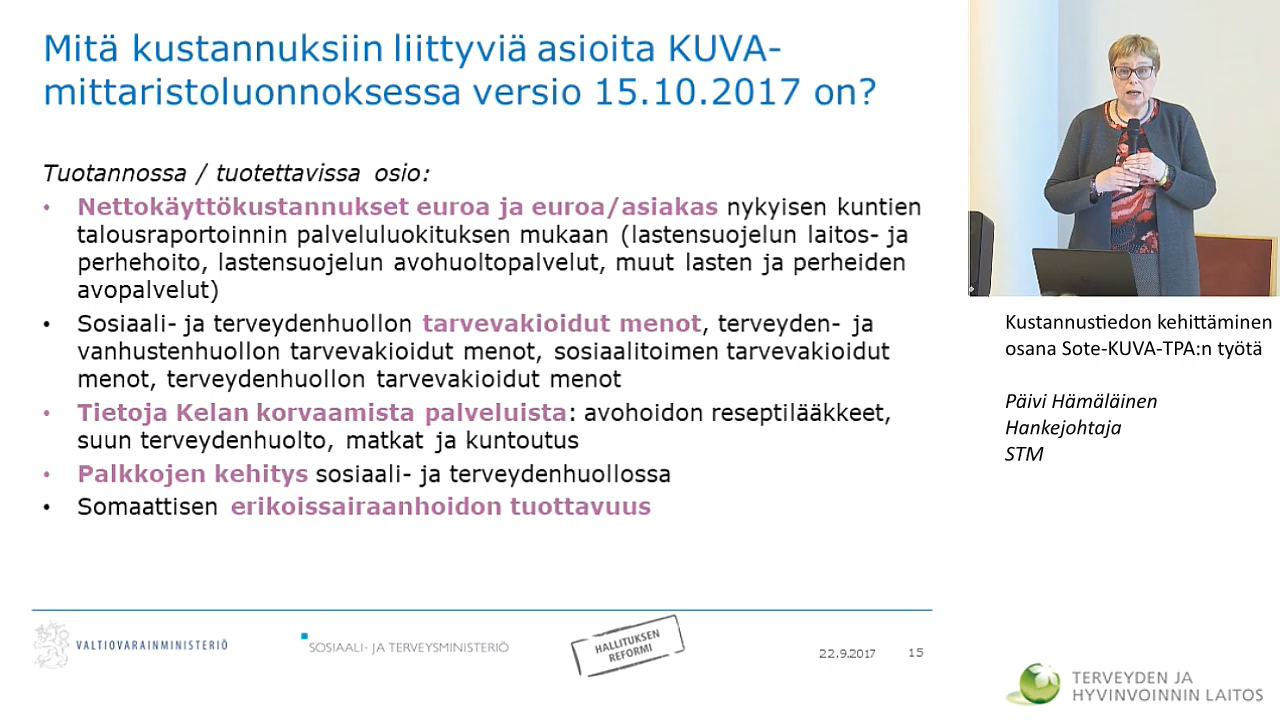 Mitä kustannuksiin liittyviä asioita KUVA-
mittaristoluonnoksessa versio 15.10.2017 on?
Tuotannossa / tuotettavissa osio:
• Nettokäyttökustannukset euroa ja euroa/asiakas nykyisen kuntien
talousraportoinnin palveluluokituksen mukaan (lastensuojelun laitos- ja
perhehoito, lastensuojelun avohuoltopalvelut, muut lasten ja perheiden
avopalvelut)
• Sosiaali- ja terveydenhuollon tarvevakioidut menot, terveyden- ja
vanhustenhuollon tarvevakioidut menot, sosiaalitoimen tarvevakioidut
menot, terveydenhuollon tarvevakioidut menot
• Tietoja Kelan korvaamista palveluista: avohoidon reseptilääkkeet,
suun terveydenhuolto, matkat ja kuntoutus
• Palkkojen kehitys sosiaali- ja terveydenhuollossa
• Somaattisen erikoissairaanhoidon tuottavuus
VALTIOVARAINMINISTERIÖ
SOSIAALI- JA TERVEYSMINISTERIÖ
HALLITUKSEN
REFORMI
22.9.2017 15
Kustannustiedon kehittäminen
osana Sote-KUVA-TPA:n työtä
Päivi Hämäläinen
Hankejohtaja
STM
TERVEYDEN JA
HYVINVOINNIN LAITOS